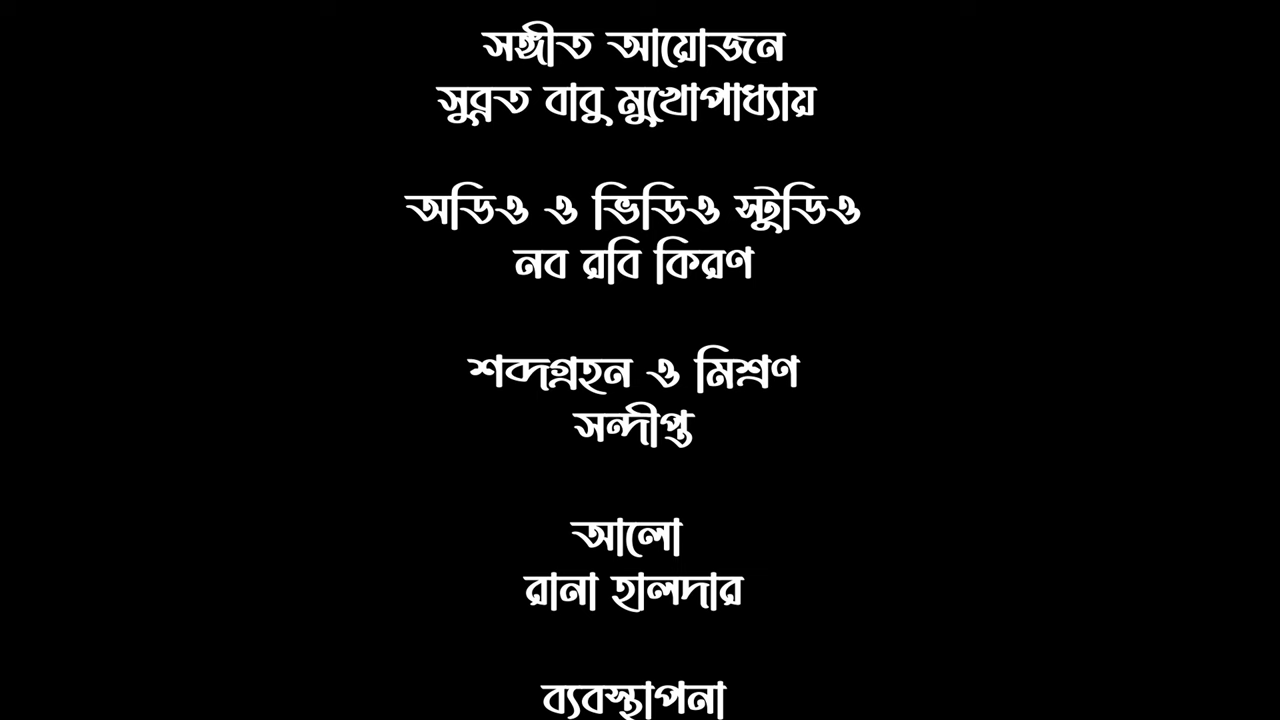 সঙ্গীত আয়োজন
সুব্রত বাবু মুখোপাধ্যায়
অডিও ও ভিডিও স্টুডিও
নব রবি কিরণ
শব্দগ্রহন ও মিশ্রণ
সন্দীপ্ত
আলো
রানা হালদার
ব্যবস্থাপনা